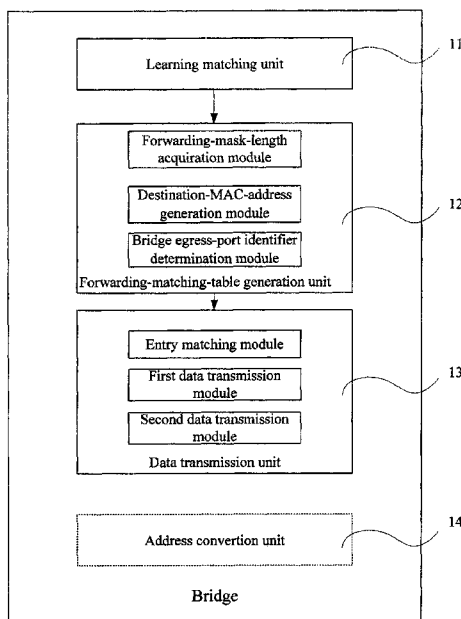 11
Learning matching unit
Forwarding-mask-length
acquiration module
Destination-MAC-address
generation module
12
Bridge egress-port identifier
determination module
Forwarding-matching-table generation unit
Entry matching module
First data transmission
module
13
Second data transmission
module
Data transmission unit
14
Address convertion unit
Bridge